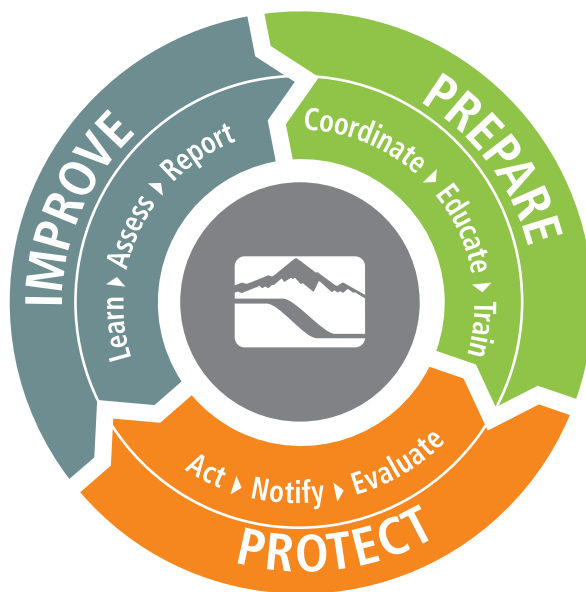 PREPARE
Coordinate ▸ Educate ▸ Train
PROTECT
Act ▸ Notify ▸ Evaluate
IMPROVE
Learn ▸ Assess ▸ Report